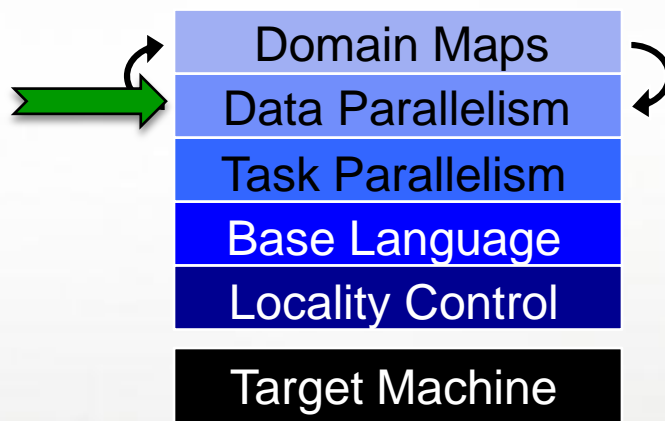 Domain Maps
Data Parallelism
Task Parallelism
Base Language
Locality Control
Target Machine